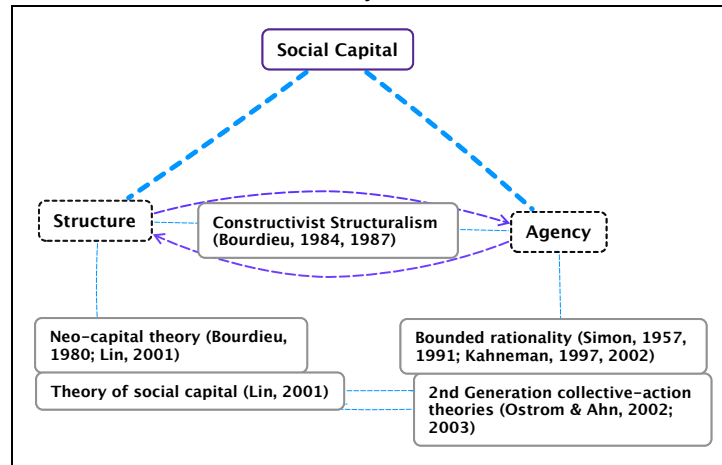 Social Capital
Structure
Constructivist Structuralism
(Bourdieu, 1984, 1987)
Agency
Neo-capital theory (Bourdieu,
1980; Lin, 2001)
Bounded rationality (Simon, 1957,
1991; Kahneman, 1997, 2002)
Theory of social capital (Lin, 2001)
2nd Generation collective-action
theories (Ostrom & Ahn, 2002;
2003)